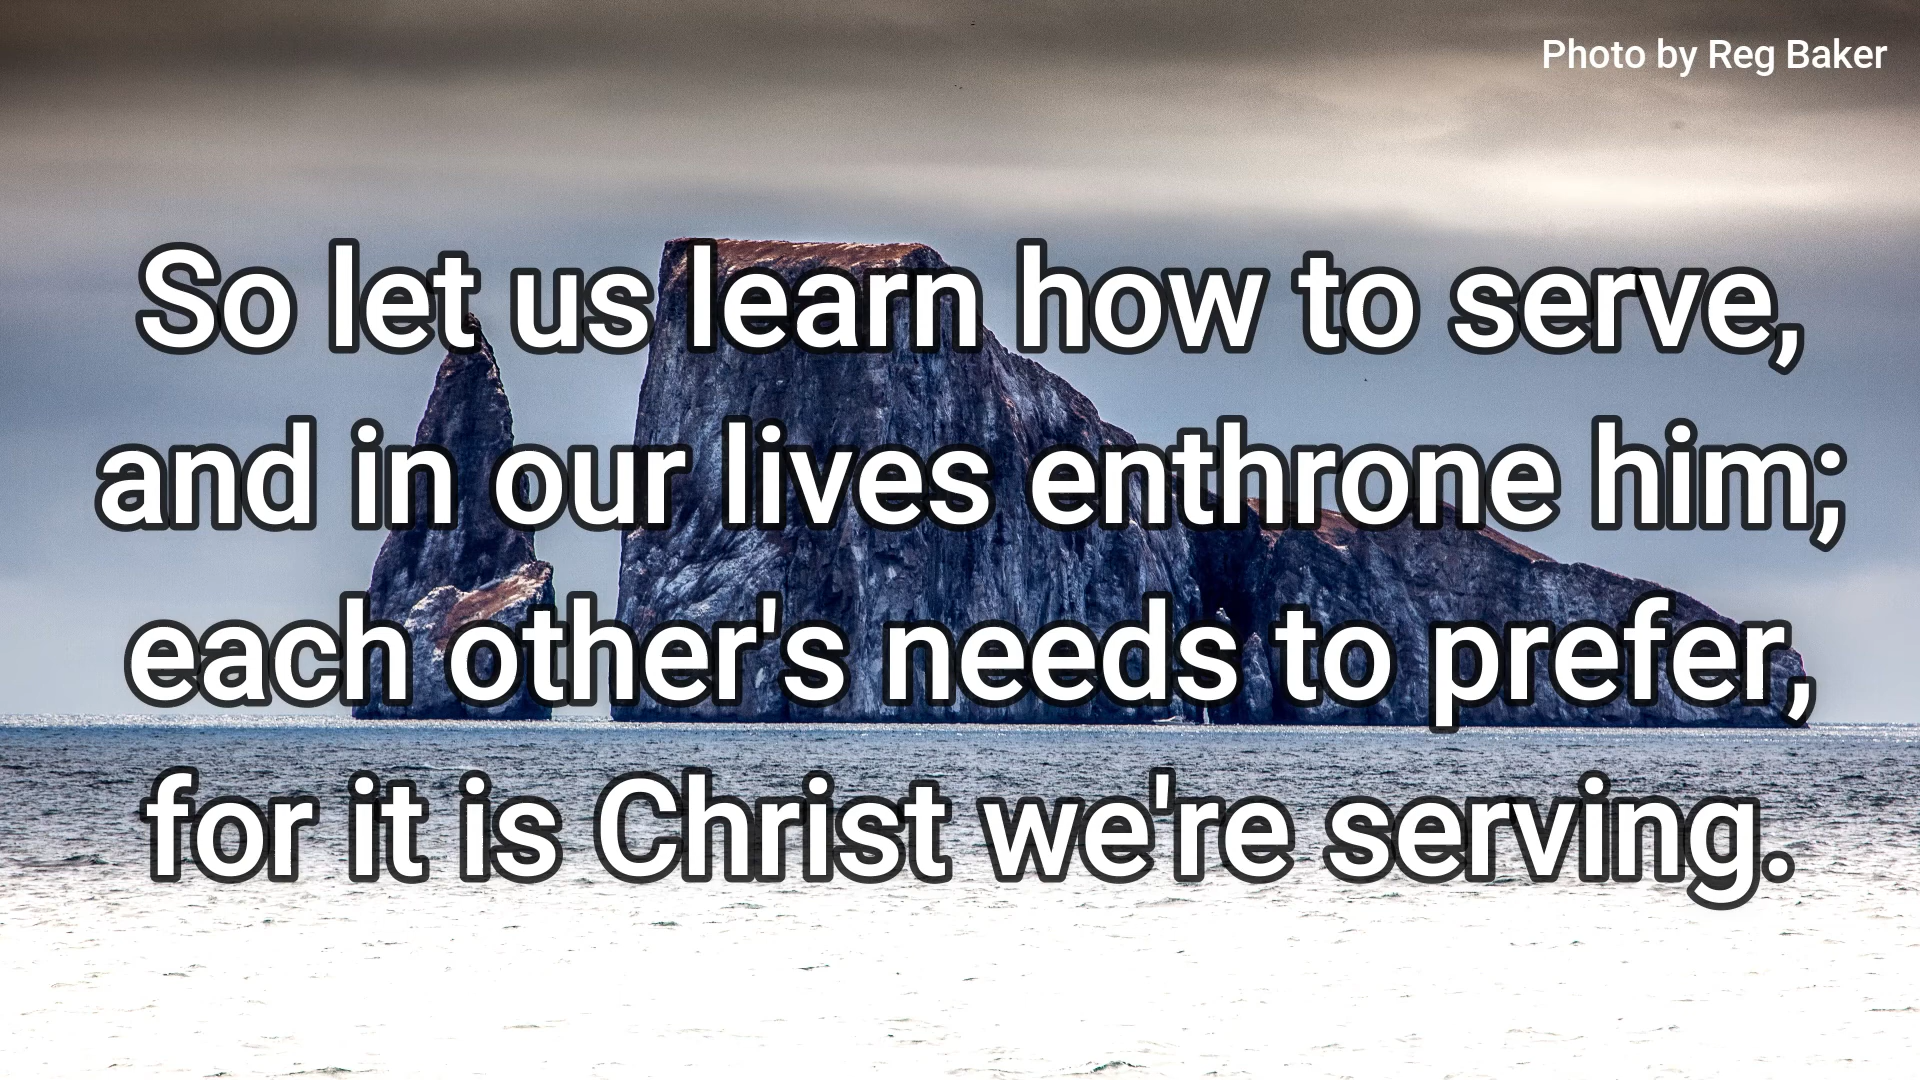 Photo by Reg Baker
So let us learn how to serve,
and in our lives enthrone him;
each other's needs to prefer,
for it is Christ we're serving.